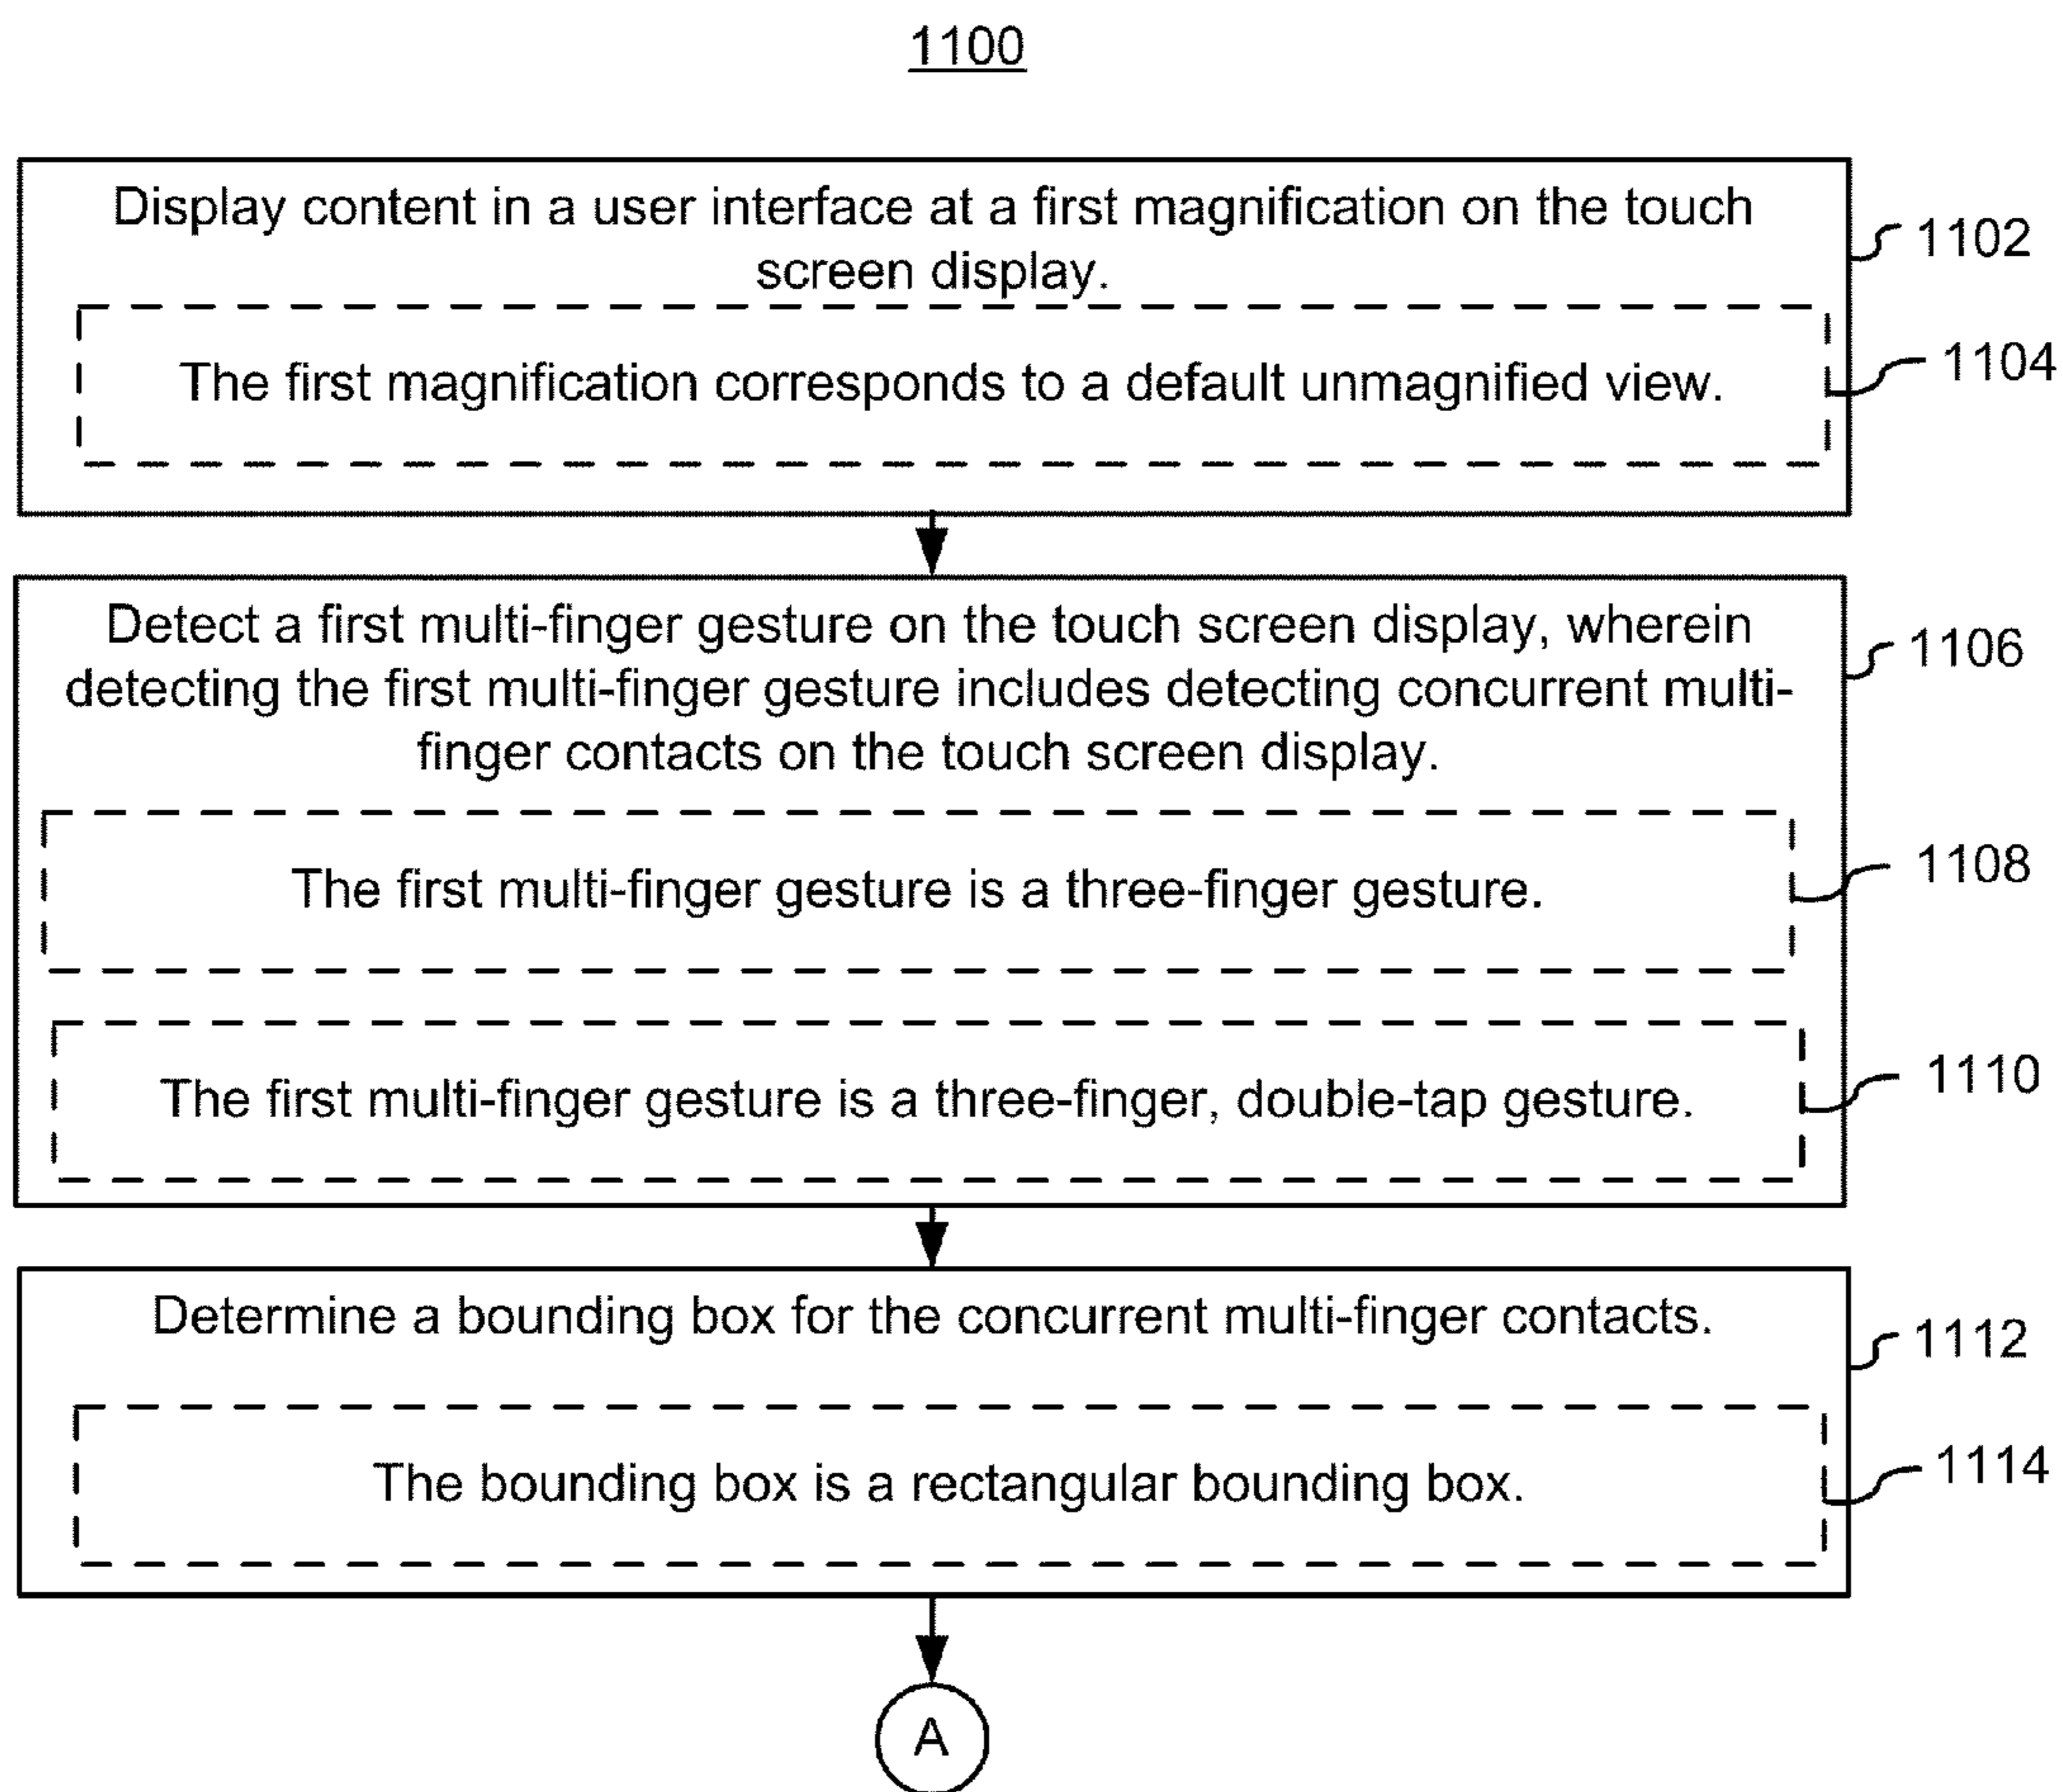 1100
Display content in a user interface at a first magnification on the touch
screen display.
1102
The first magnification corresponds to a default unmagnified view.
1104
Detect a first multi-finger gesture on the touch screen display, wherein
detecting the first multi-finger gesture includes detecting concurrent multi-
finger contacts on the touch screen display.
1106
The first multi-finger gesture is a three-finger gesture.
1108
The first multi-finger gesture is a three-finger, double-tap gesture.
1110
Determine a bounding box for the concurrent multi-finger contacts.
1112
The bounding box is a rectangular bounding box.
1114
A